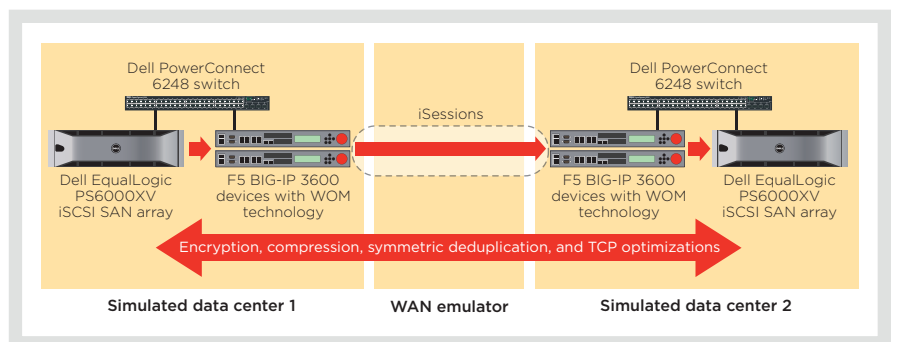 Dell PowerConnect
6248 switch
Dell EqualLogic
PS6000XV
iSCSI SAN array
F5 BIG-IP 3600
devices with WOM
technology
iSessions
Dell PowerConnect
6248 switch
F5 BIG-IP 3600
devices with WOM
technology
Dell EqualLogic
PS6000XV
iSCSI SAN array
Encryption, compression, symmetric deduplication, and TCP optimizations
Simulated data center 1
WAN emulator
Simulated data center 2